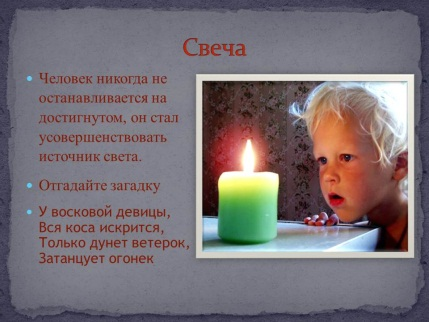 Свеча
Человек никогда не
останавливается на
достигнутом, он стал
усовершенствовать
источник света.
Отгадайте загадку
У восковой девицы,
Вся коса искрится,
Только дунет ветерок,
Затанцует огонек